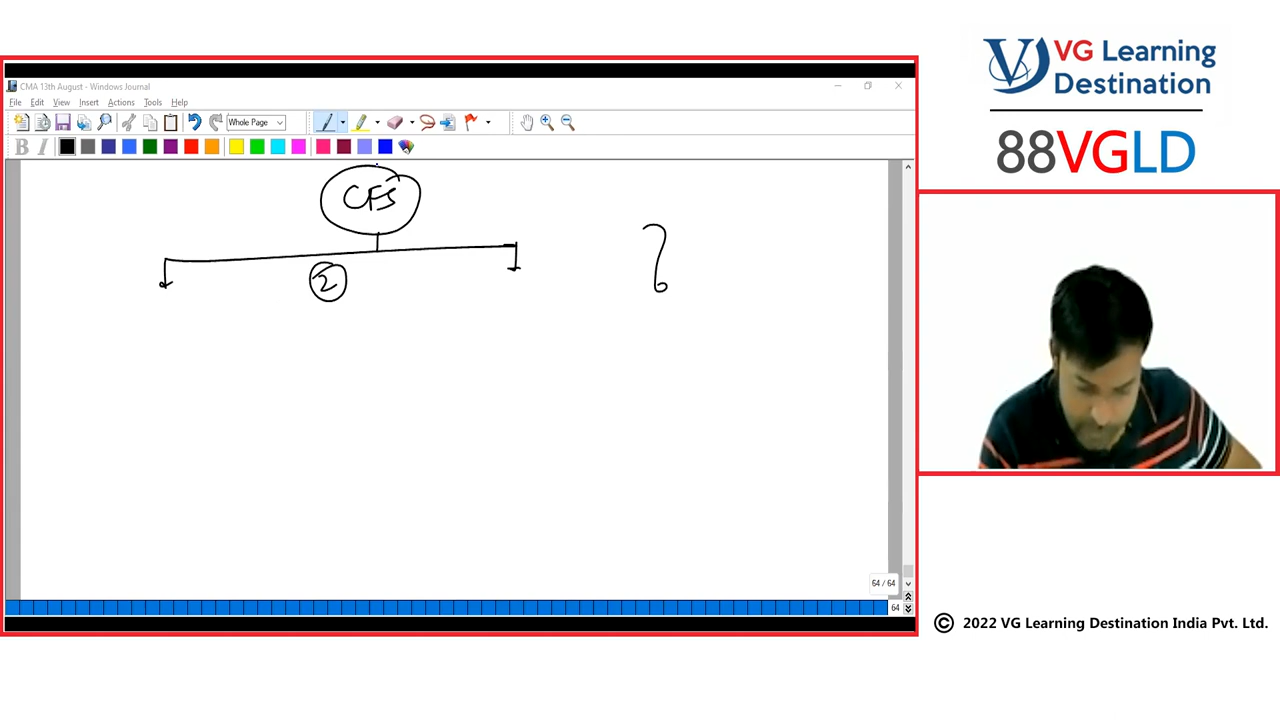 VG Learning
Destination
88VGLD
CMA 13th August - Windows Journal
File Edit View Insert Actions Tools Help
Whole Page
B I
CFS
2
?
64 / 64
64
© 2022 VG Learning Destination India Pvt. Ltd.